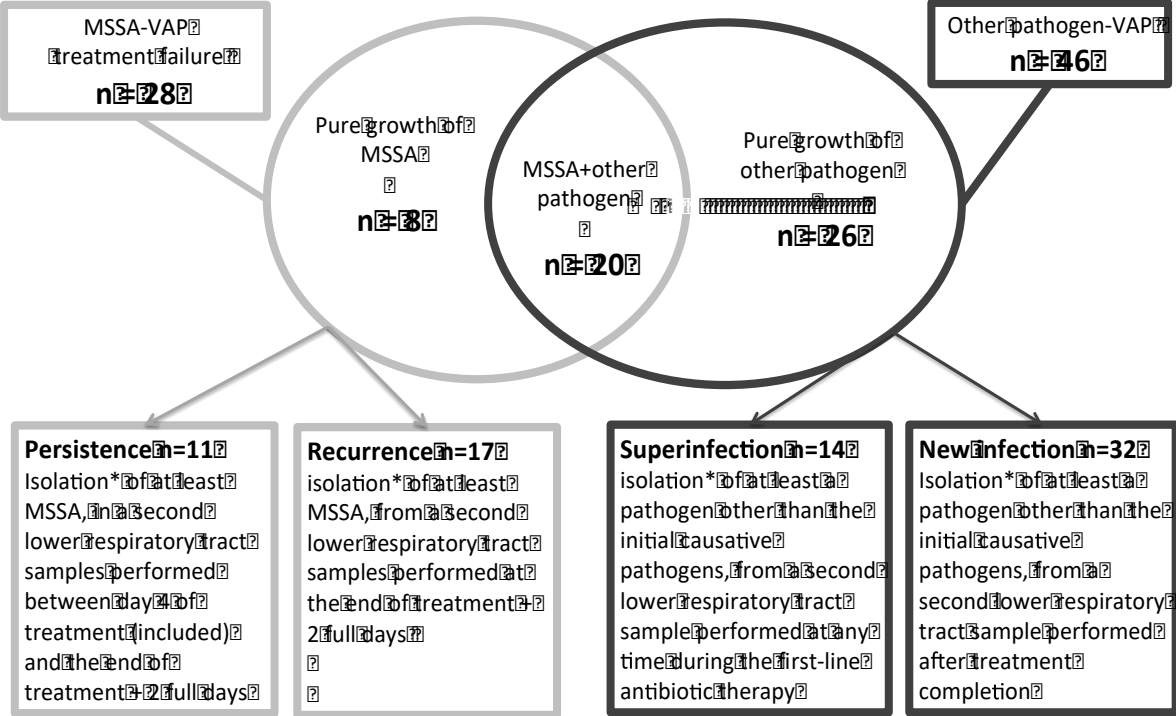 MSSA-VAP
treatment failure
n = 28
Other pathogen-VAP
n = 46
Pure growth of
MSSA
n = 8
MSSA+other
pathogen
n = 20
Pure growth of
other pathogen
n = 26
Persistence n=11
Isolation* of at least
MSSA, in a second
lower respiratory tract
samples performed
between day 4 of
treatment (included)
and the end of
treatment + 2 full days
Recurrence n=17
isolation* of at least
MSSA, from a second
lower respiratory tract
samples performed at
the end of treatment +
2 full days
Superinfection n=14
isolation* of at least a
pathogen other than the
initial causative
pathogens, from a second
lower respiratory tract
sample performed at any
time during the first-line
antibiotic therapy
New infection n=32
Isolation* of at least a
pathogen other than the
initial causative
pathogens, from a
second lower respiratory
tract sample performed
after treatment
completion